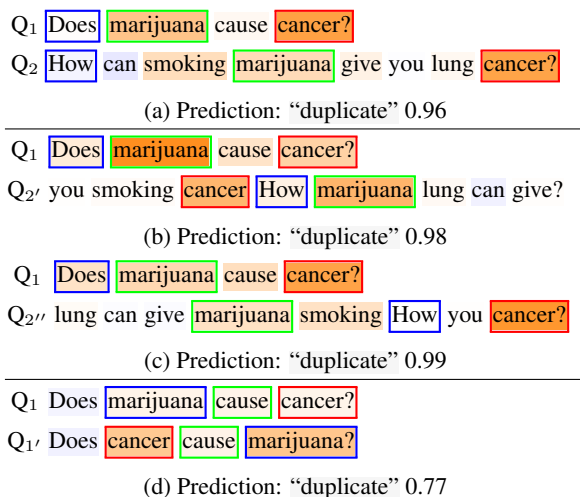 Q1 Does marijuana cause cancer?
Q2 How can smoking marijuana give you lung cancer?
(a) Prediction: “duplicate” 0.96
Q1 Does marijuana cause cancer?
Q2′ you smoking cancer How marijuana lung can give?
(b) Prediction: “duplicate” 0.98
Q1 Does marijuana cause cancer?
Q2′′ lung can give marijuana smoking How you cancer?
(c) Prediction: “duplicate” 0.99
Q1 Does marijuana cause cancer?
Q1′ Does cancer cause marijuana?
(d) Prediction: “duplicate” 0.77